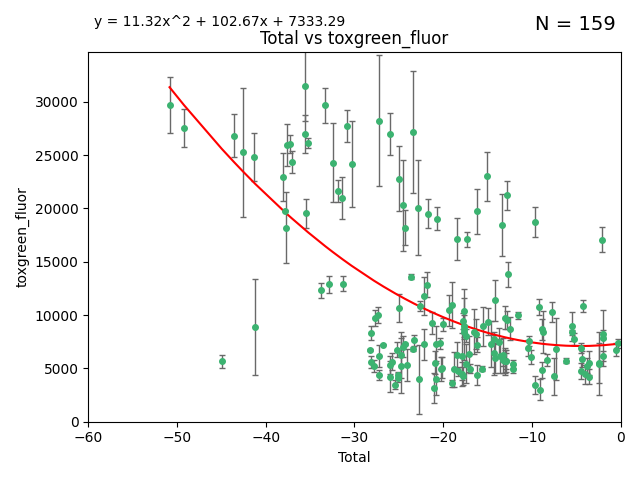 y = 11.32x^2 + 102.67x + 7333.29
N = 159
Total vs toxgreen_fluor
toxgreen_fluor
30000
25000
20000
15000
10000
5000
0
−60
−50
−40
−30
−20
−10
0
Total